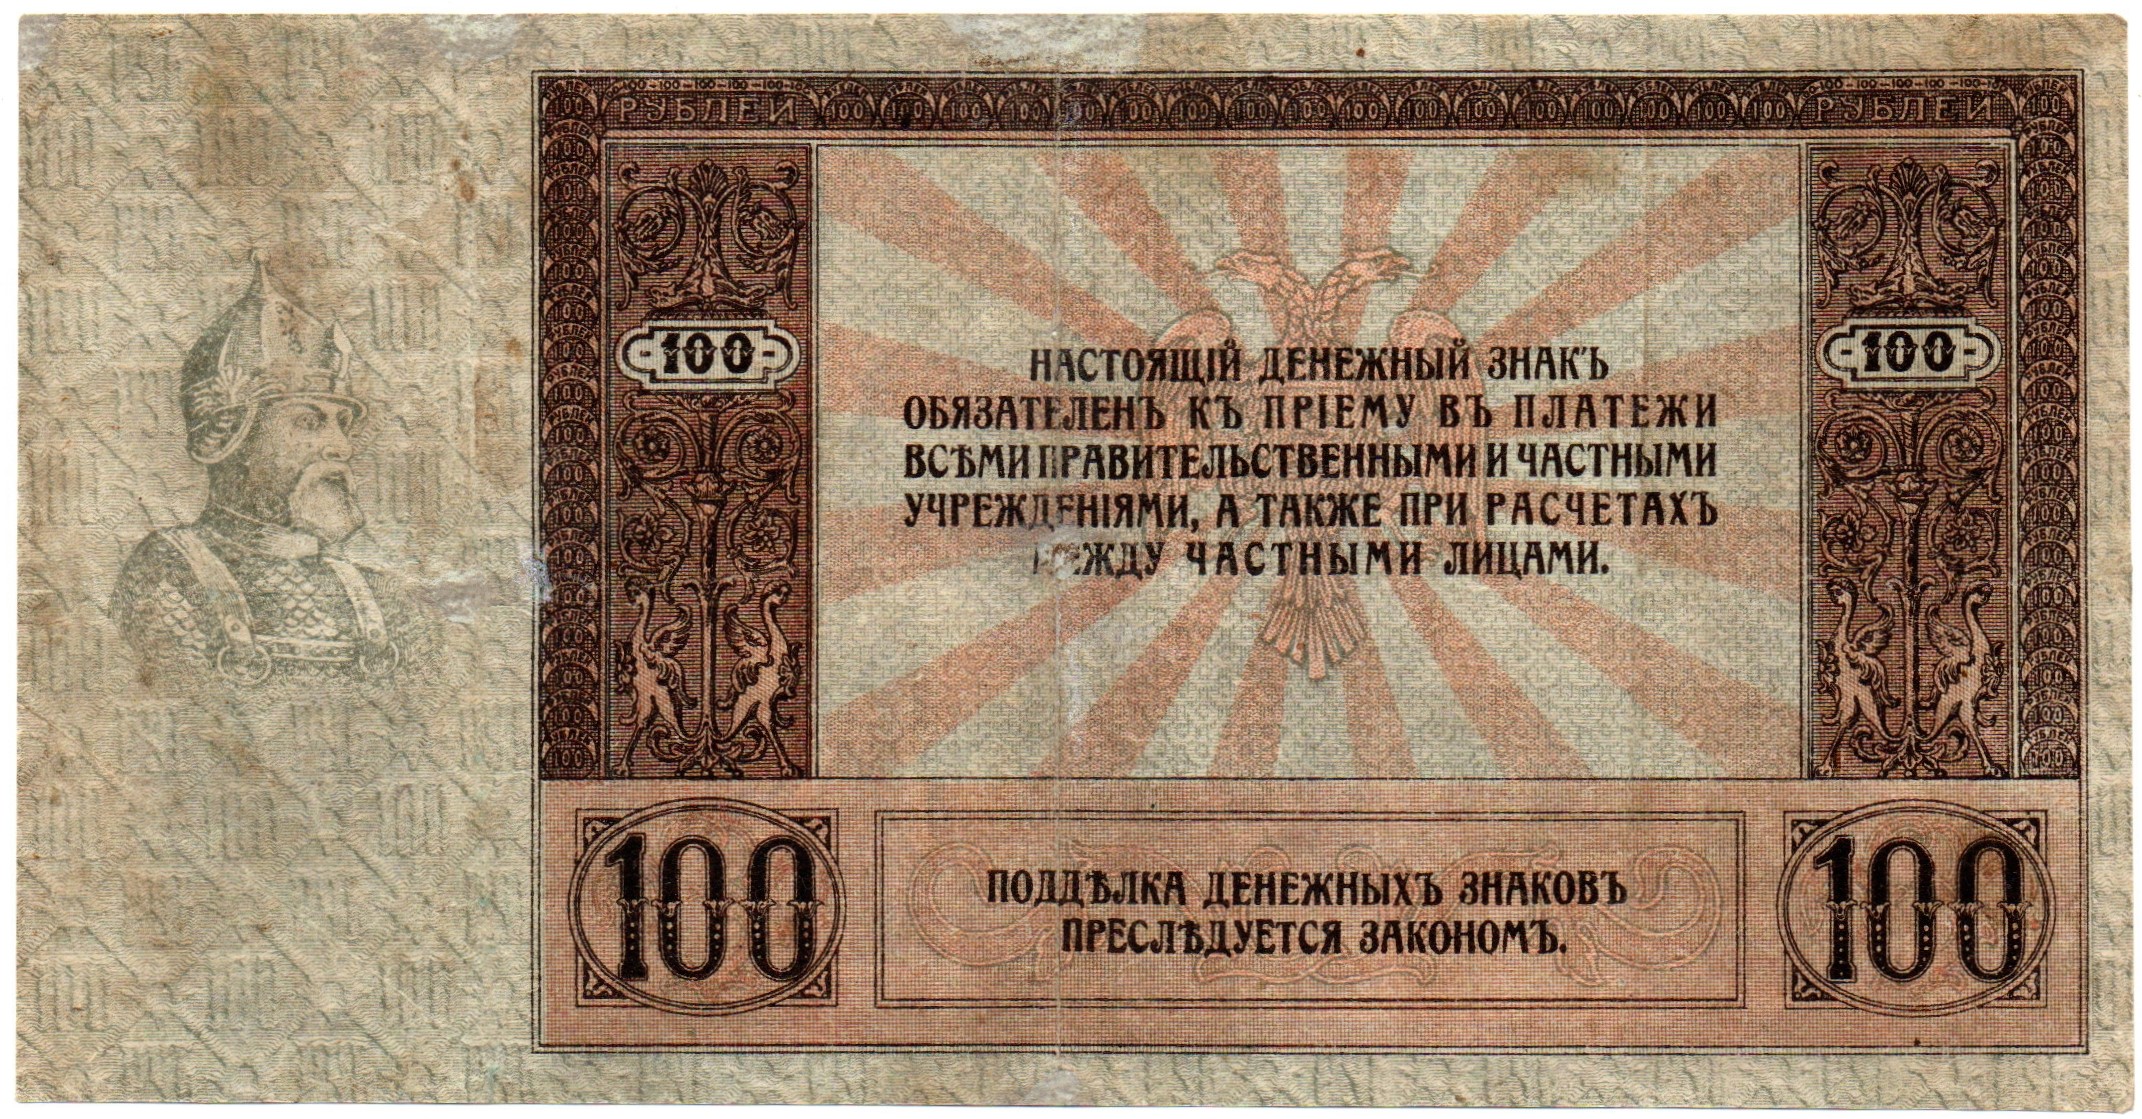 РУБЛЕЙ РУБЛЕЙ
100 100
НАСТОЯЩІЙ ДЕНЕЖНЫЙ ЗНАКЪ
ОБЯЗАТЕЛЕНЪ КЪ ПРІЕМУ ВЪ ПЛАТЕЖИ
ВСѢМИ ПРАВИТЕЛЬСТВЕННЫМИ И ЧАСТНЫМИ
УЧРЕЖДЕНІЯМИ, А ТАКЖЕ ПРИ РАСЧЕТАХЪ
МЕЖДУ ЧАСТНЫМИ ЛИЦАМИ.
100 100
ПОДДѢЛКА ДЕНЕЖНЫХЪ ЗНАКОВЪ
ПРЕСЛѢДУЕТСЯ ЗАКОНОМЪ.